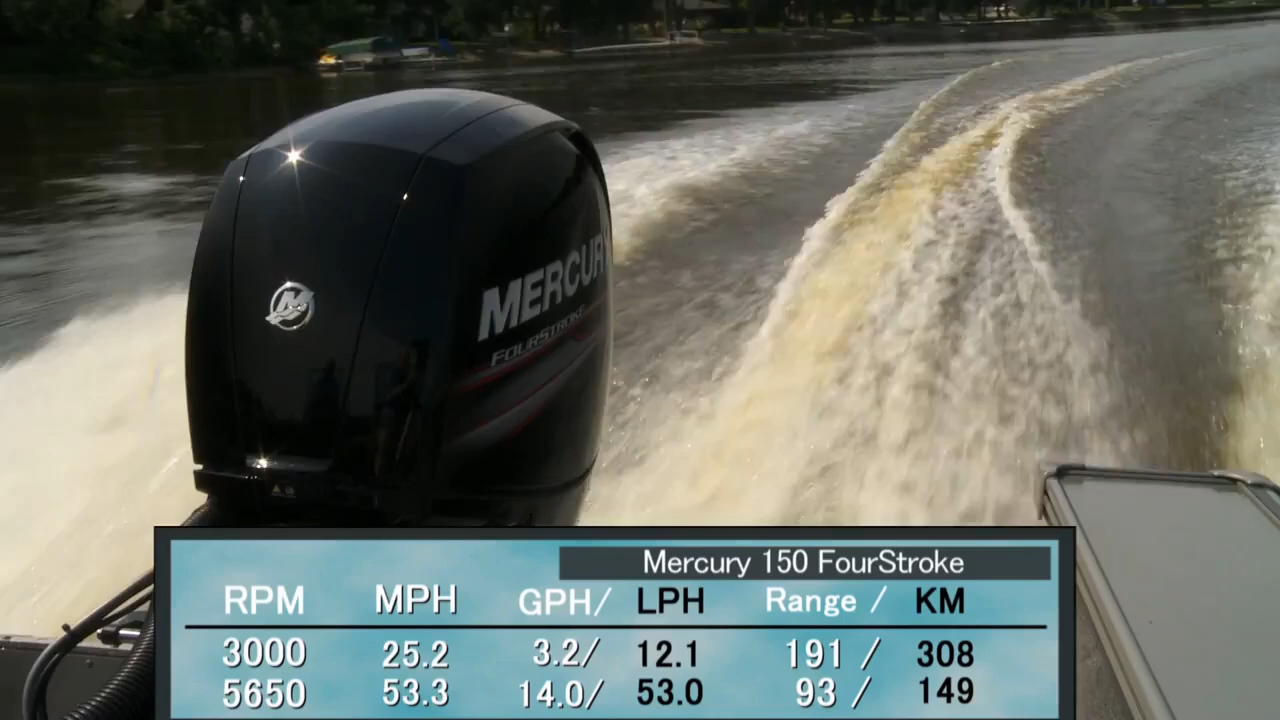 MERCURY
FOURSTROKE
Mercury 150 FourStroke
RPM MPH GPH/ LPH Range / KM
3000 25.2 3.2/ 12.1 191 / 308
5650 53.3 14.0/ 53.0 93 / 149